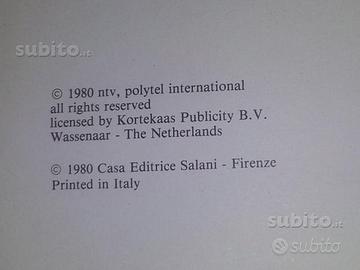 subito.it
© 1980 ntv, polytel international
all rights reserved
licensed by Kortekaas Publicity B.V.
Wassenaar - The Netherlands
© 1980 Casa Editrice Salani - Firenze
Printed in Italy
subito.it
subito